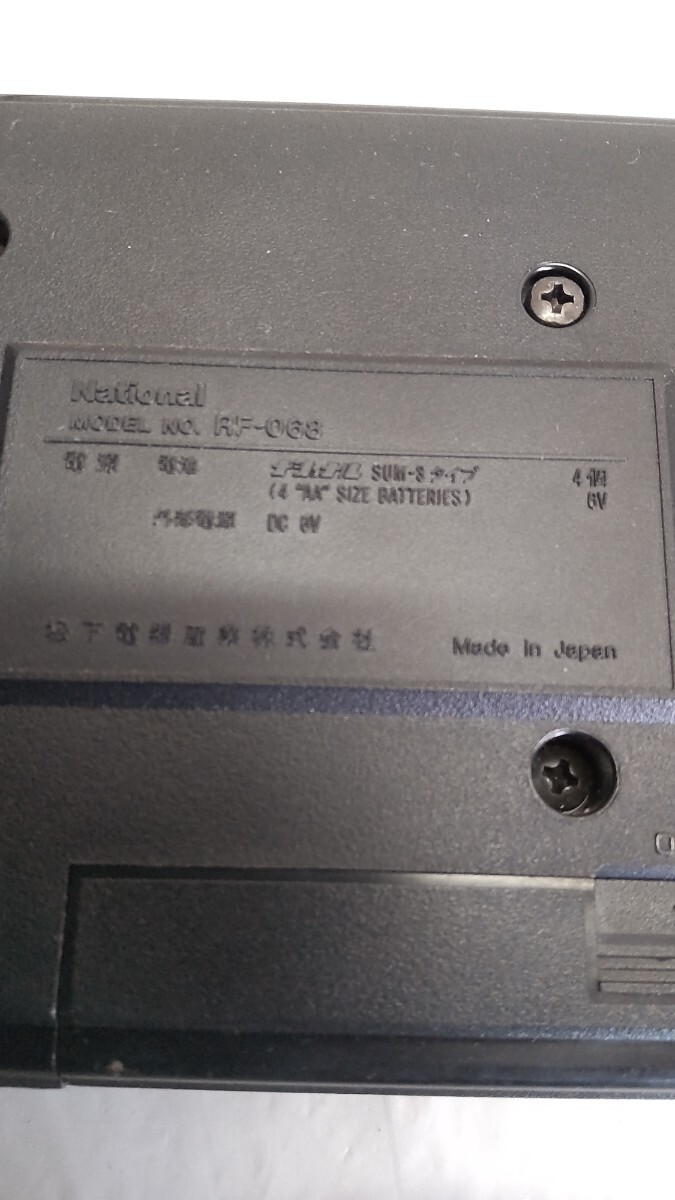 National
MODEL NO. RF-068
電源 電池 ナショナル SUM-3 タイプ 4個
(4 "AA" SIZE BATTERIES) 6V
外部電源 DC 6V
松下電器産業株式会社 Made in Japan